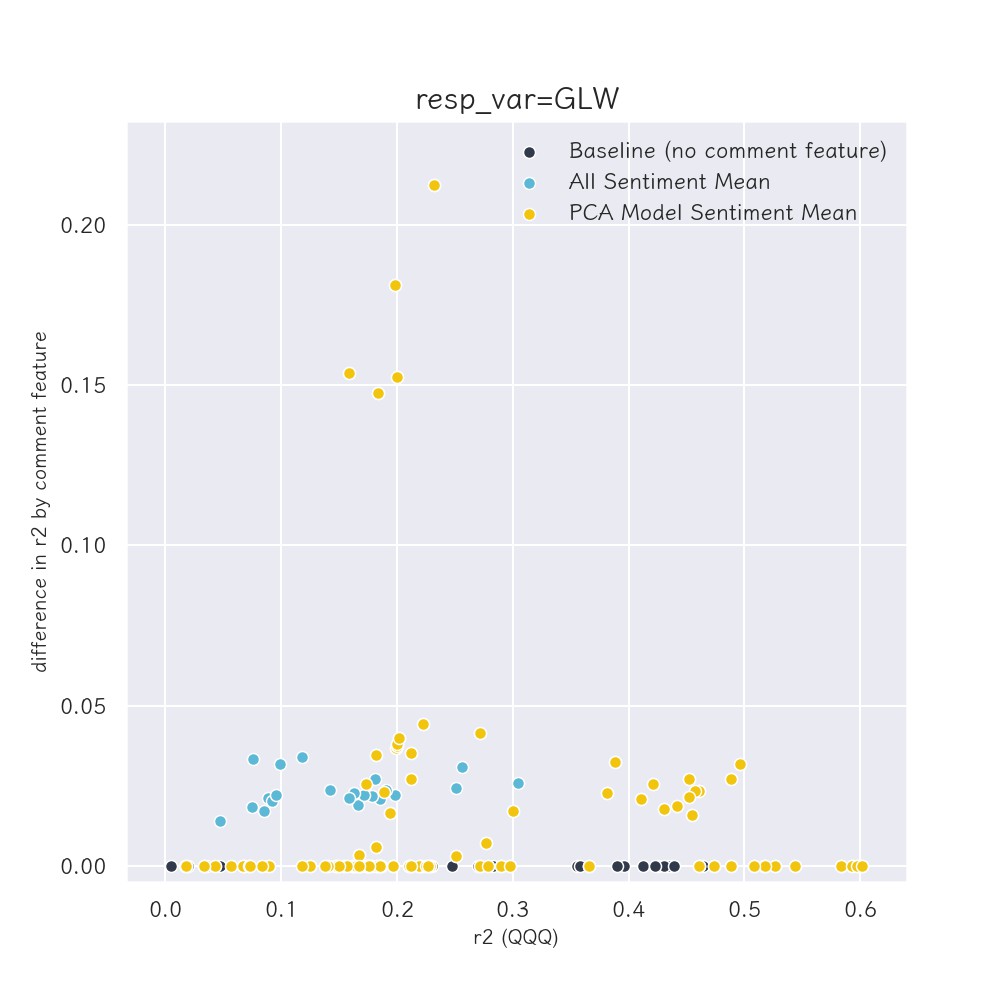 resp_var=GLW
Baseline (no comment feature)
All Sentiment Mean
PCA Model Sentiment Mean
difference in r2 by comment feature
0.20
0.15
0.10
0.05
0.00
0.0 0.1 0.2 0.3 0.4 0.5 0.6
r2 (QQQ)